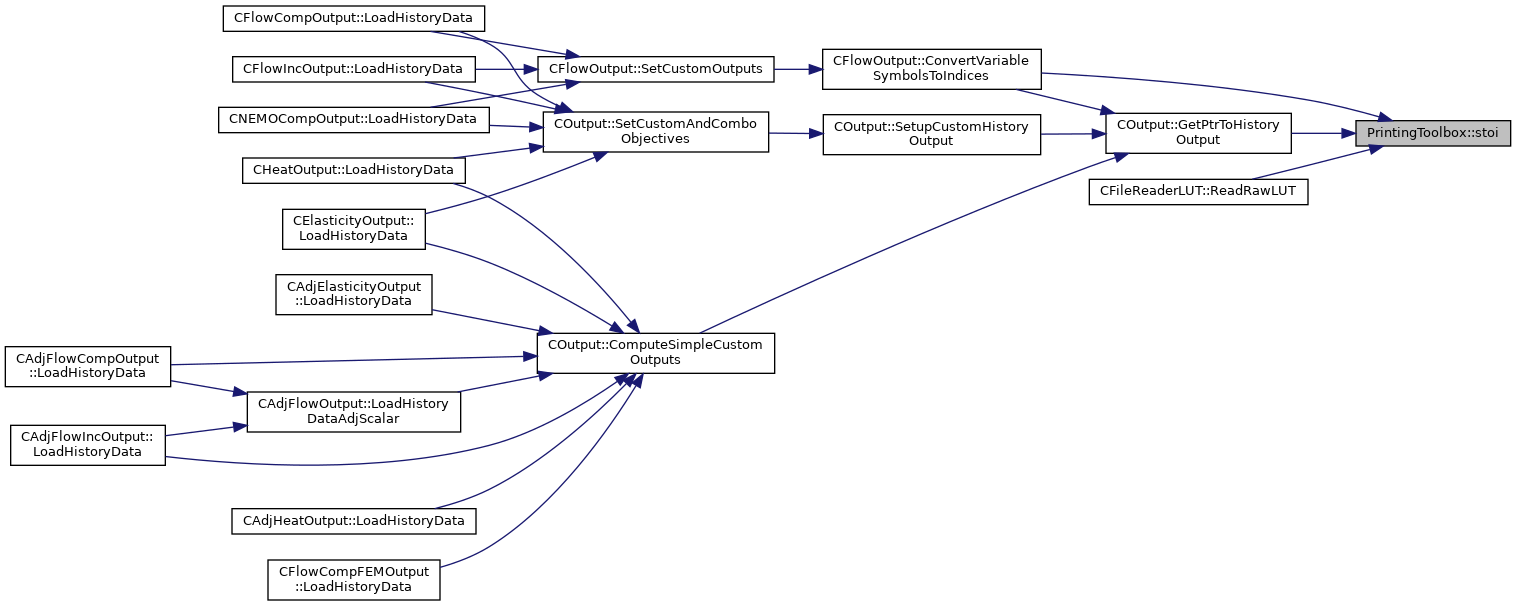 CFlowCompOutput::LoadHistoryData
CFlowIncOutput::LoadHistoryData
CNEMOCompOutput::LoadHistoryData
CHeatOutput::LoadHistoryData
CElasticityOutput::
LoadHistoryData
CAdjElasticityOutput
::LoadHistoryData
CAdjFlowCompOutput
::LoadHistoryData
CAdjFlowIncOutput::
LoadHistoryData
CAdjFlowOutput::LoadHistory
DataAdjScalar
CAdjHeatOutput::LoadHistoryData
CFlowCompFEMOutput
::LoadHistoryData
CFlowOutput::SetCustomOutputs
COutput::SetCustomAndCombo
Objectives
COutput::ComputeSimpleCustom
Outputs
CFlowOutput::ConvertVariable
SymbolsToIndices
COutput::SetupCustomHistory
Output
COutput::GetPtrToHistory
Output
CFileReaderLUT::ReadRawLUT
PrintingToolbox::stoi